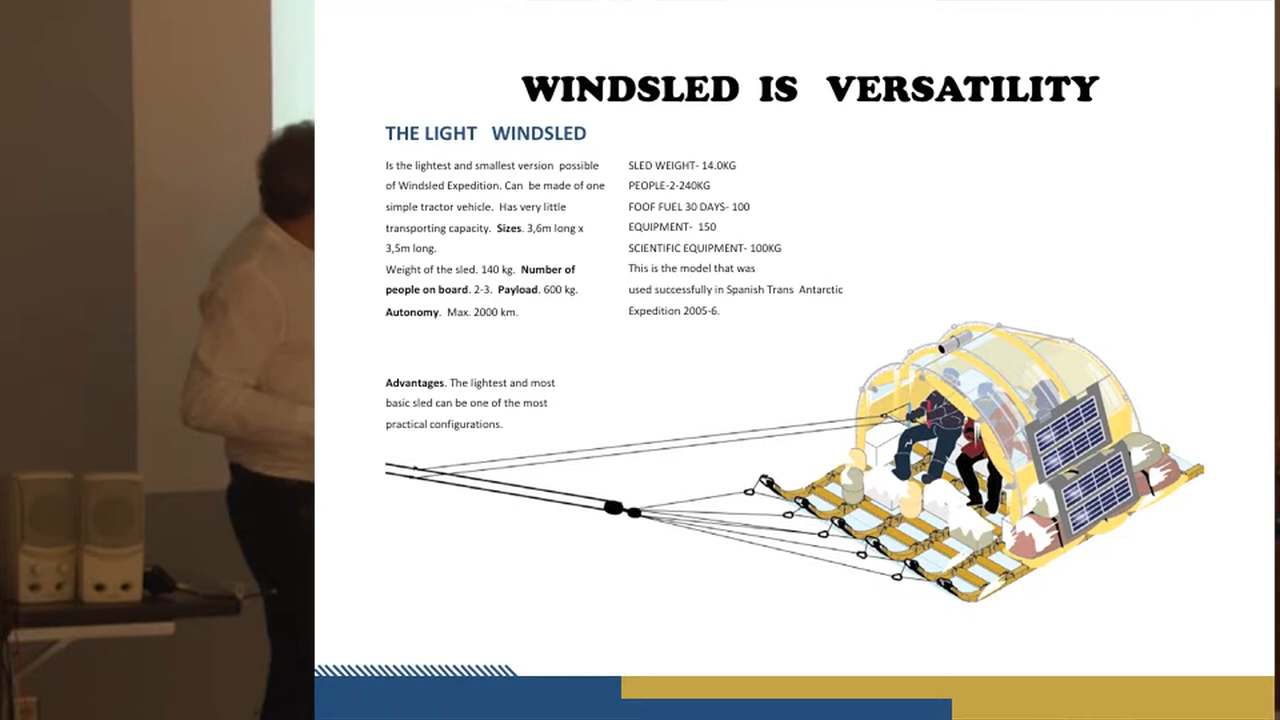 WINDSLED IS VERSATILITY
THE LIGHT WINDSLED
Is the lightest and smallest version possible
of Windsled Expedition. Can be made of one
simple tractor vehicle. Has very little
transporting capacity. Sizes. 3,6m long x
3,5m long.
Weight of the sled. 140 kg. Number of
people on board. 2-3. Payload. 600 kg.
Autonomy. Max. 2000 km.
Advantages. The lightest and most
basic sled can be one of the most
practical configurations.
SLED WEIGHT- 14.0KG
PEOPLE-2-240KG
FOOF FUEL 30 DAYS- 100
EQUIPMENT- 150
SCIENTIFIC EQUIPMENT- 100KG
This is the model that was
used successfully in Spanish Trans Antarctic
Expedition 2005-6.